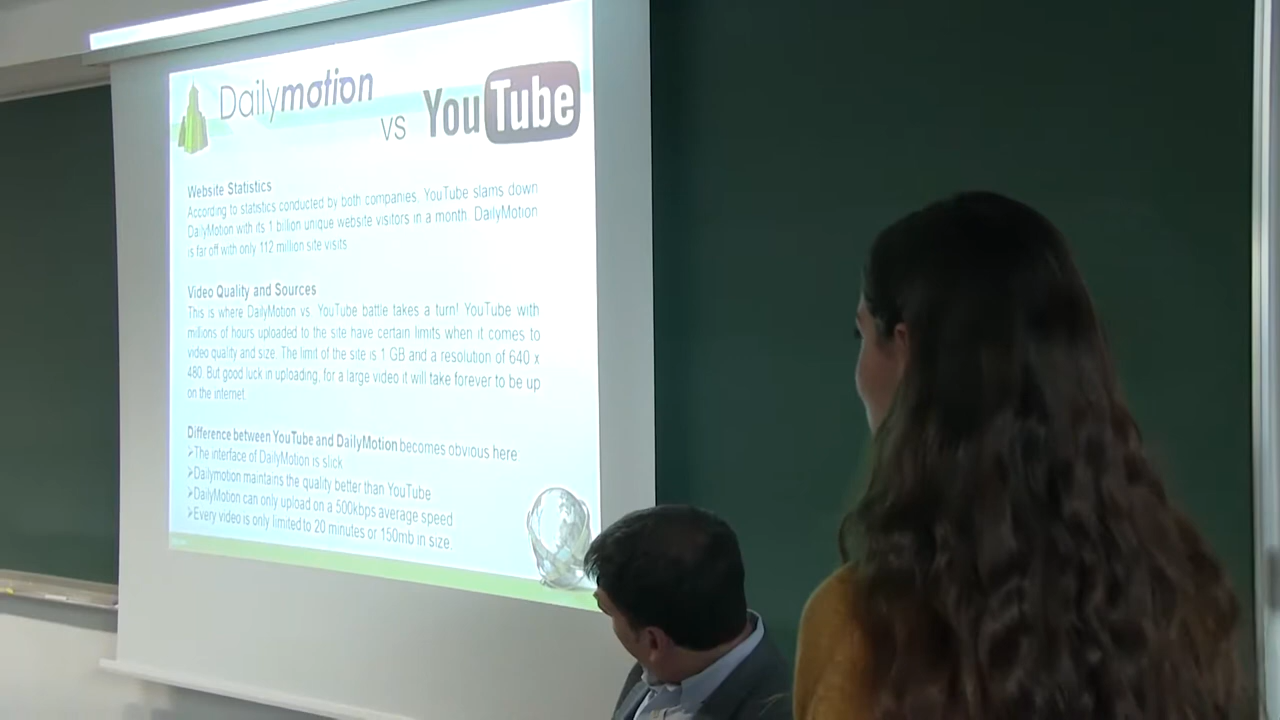 Dailymotion
vs YouTube
Website Statistics
According to statistics conducted by both companies, YouTube slams down
DailyMotion with its 1 billion unique website visitors in a month. DailyMotion
is far off with only 112 million site visits
Video Quality and Sources
This is where DailyMotion vs. YouTube battle takes a turn! YouTube with
millions of hours uploaded to the site have certain limits when it comes to
video quality and size. The limit of the site is 1 GB and a resolution of 640 x
480. But good luck in uploading, for a large video it will take forever to be up
on the internet.
Difference between YouTube and DailyMotion becomes obvious here
➢The interface of DailyMotion is slick
➢Dailymotion maintains the quality better than YouTube
➢DailyMotion can only upload on a 500kbps average speed
➢Every video is only limited to 20 minutes or 150mb in size.